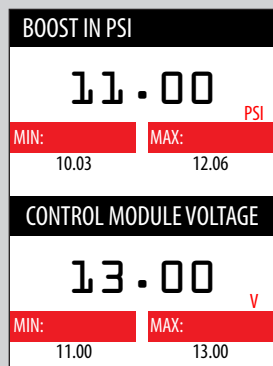 BOOST IN PSI
11.00
PSI
MIN: MAX:
10.03 12.06
CONTROL MODULE VOLTAGE
13.00
V
MIN: MAX:
11.00 13.00